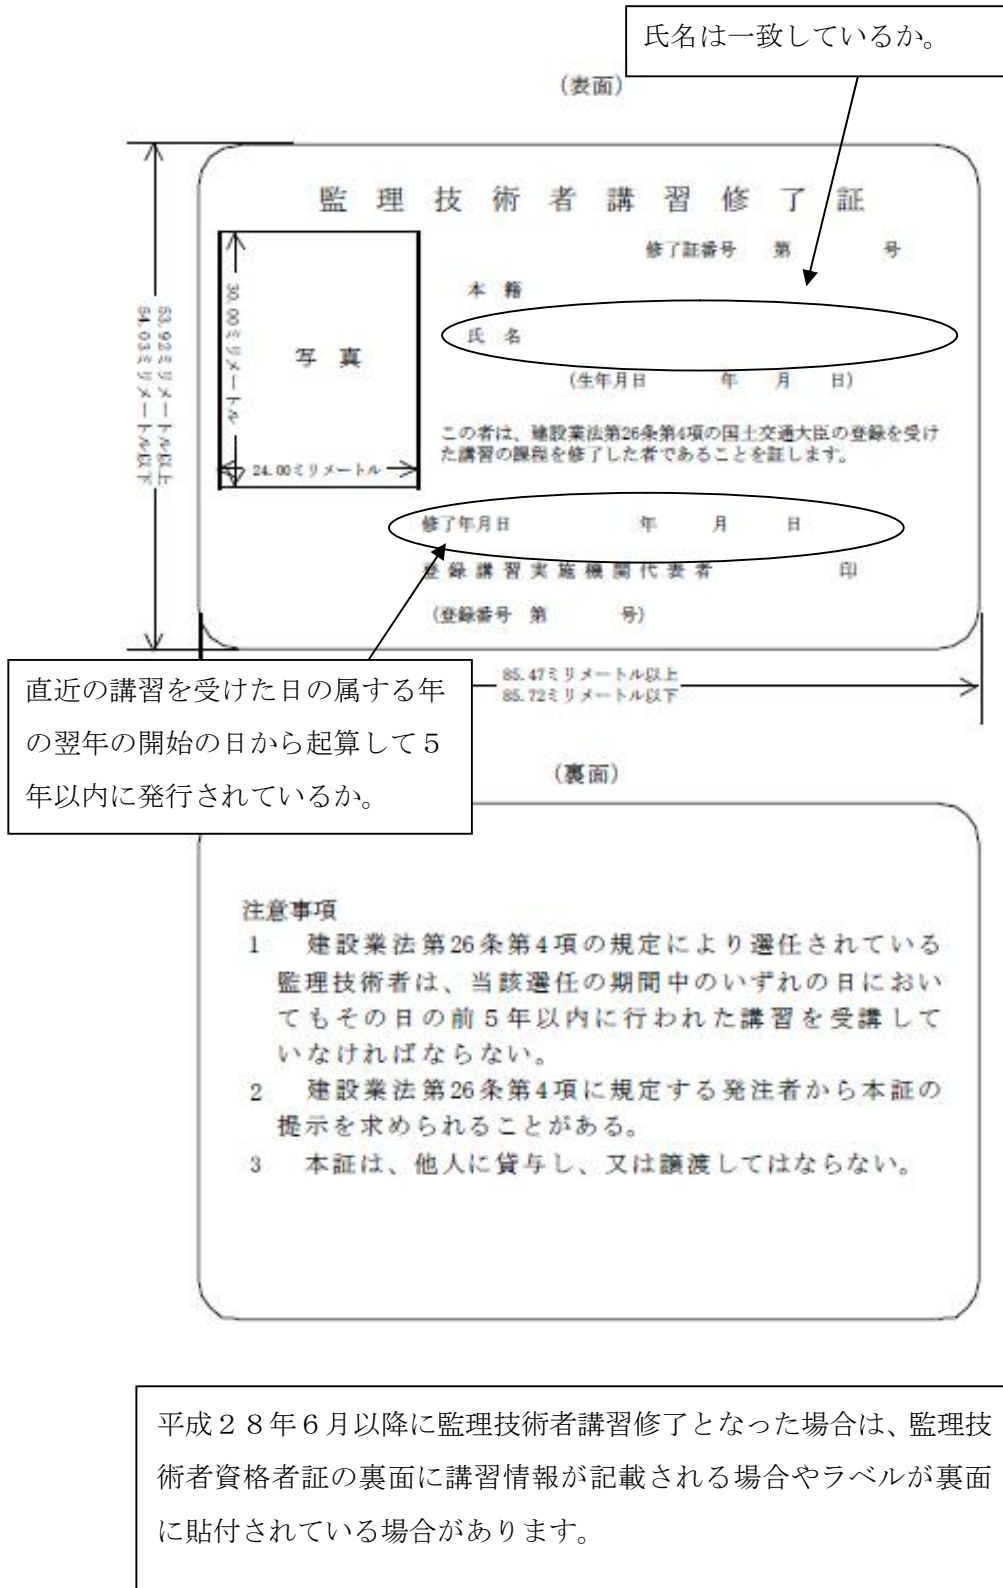 氏名は一致しているか。
(表面)
監理技術者講習修了証
修了証番号 第 号
本籍
氏名
(生年月日 年 月 日)
写真
30.00ミリメートル
24.00ミリメートル
53.92ミリメートル以上
54.03ミリメートル以下
この者は、建設業法第26条第4項の国土交通大臣の登録を受け
た講習の課程を修了した者であることを証します。
修了年月日 年 月 日
登録講習実施機関代表者 印
(登録番号 第 号)
85.47ミリメートル以上
85.72ミリメートル以下
直近の講習を受けた日の属する年
の翌年の開始の日から起算して5
年以内に発行されているか。
(裏面)
注意事項
1 建設業法第26条第4項の規定により選任されている
監理技術者は、当該選任の期間中のいずれの日におい
てもその日の前5年以内に行われた講習を受講して
いなければならない。
2 建設業法第26条第4項に規定する発注者から本証の
提示を求められることがある。
3 本証は、他人に貸与し、又は譲渡してはならない。
平成28年6月以降に監理技術者講習修了となった場合は、監理技
術者資格者証の裏面に講習情報が記載される場合やラベルが裏面
に貼付されている場合があります。